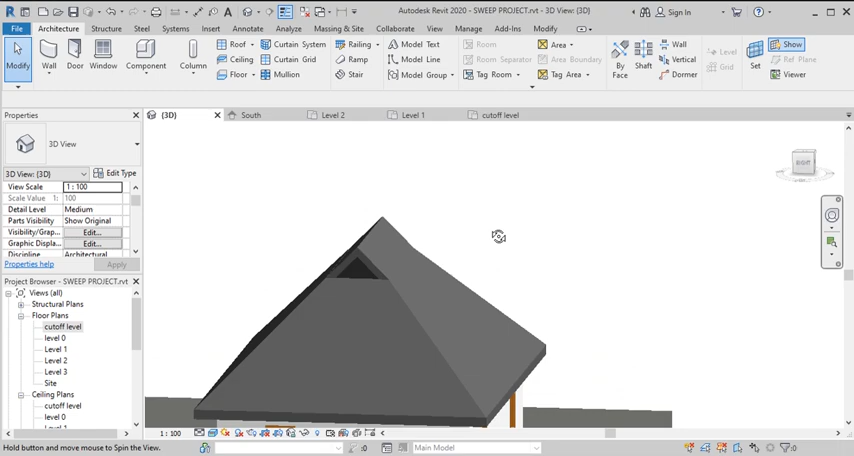 Autodesk Revit 2020 - SWEEP PROJECT.rvt - 3D View: {3D}
Sign In
File Architecture Structure Steel Systems Insert Annotate Analyze Massing & Site Collaborate View Manage Add-Ins Modify
Modify Wall Door Window Component Column
Roof Ceiling Floor
Curtain System Curtain Grid Mullion
Railing Ramp Stair
Model Text Model Line Model Group
Room Room Separator Tag Room
Area Area Boundary Tag Area
By Face Shaft
Wall Vertical Dormer
Level Grid
Set Show Ref Plane Viewer
Properties
{3D} South Level 2 Level 1 cutoff level
3D View
3D View: {3D} Edit Type
View Scale 1 : 100
Scale Value 1: 100
Detail Level Medium
Parts Visibility Show Original
Visibility/Grap... Edit...
Graphic Displa... Edit...
Discipline Architectural
Properties help Apply
Project Browser - SWEEP PROJECT.rvt
Views (all)
Structural Plans
Floor Plans
cutoff level
level 0
Level 1
Level 2
Level 3
Site
Ceiling Plans
cutoff level
level 0
Level 1
1 : 100
Hold button and move mouse to Spin the View.
:0
Main Model
:0